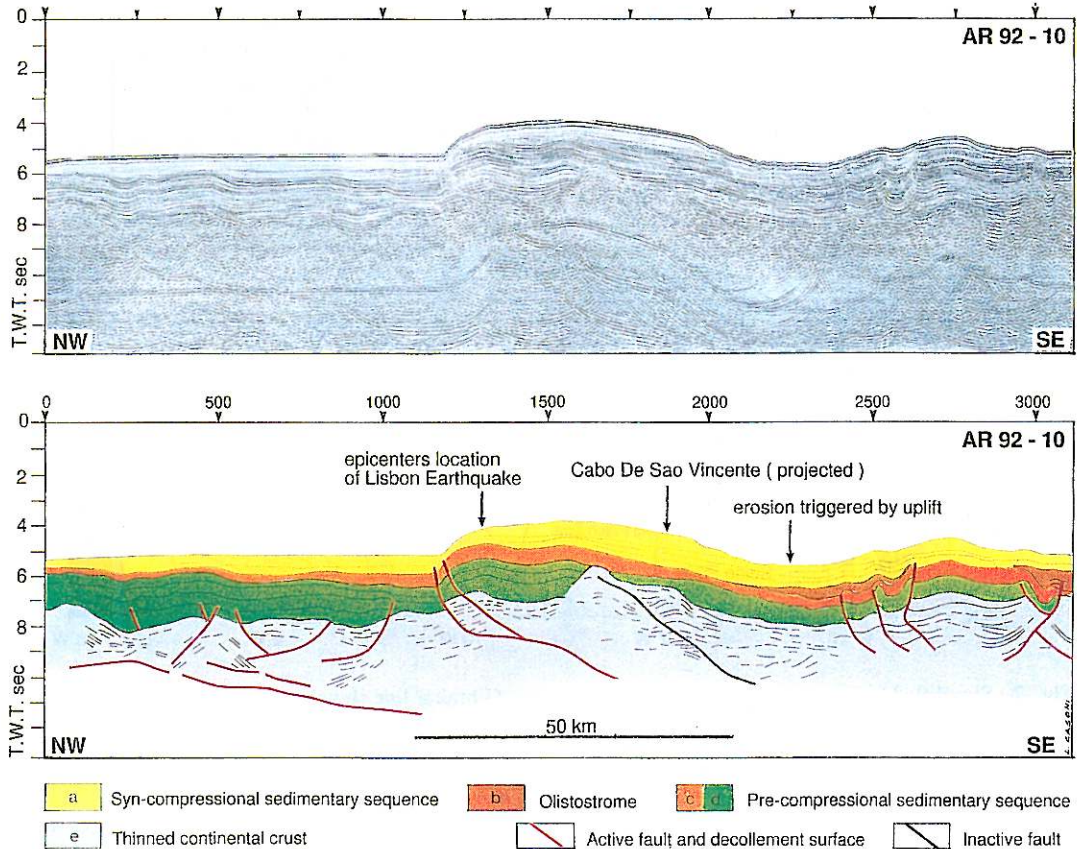 0
AR 92 - 10
2
4
6
8
T.W.T. sec
NW
SE
0 500 1000 1500 2000 2500 3000
0
AR 92 - 10
epicenters location
of Lisbon Earthquake
Cabo De Sao Vincente ( projected )
erosion triggered by uplift
2
4
6
8
T.W.T. sec
50 km
NW
SE
a Syn-compressional sedimentary sequence b Olistostrome c d Pre-compressional sedimentary sequence
e Thinned continental crust Active fault and decollement surface Inactive fault